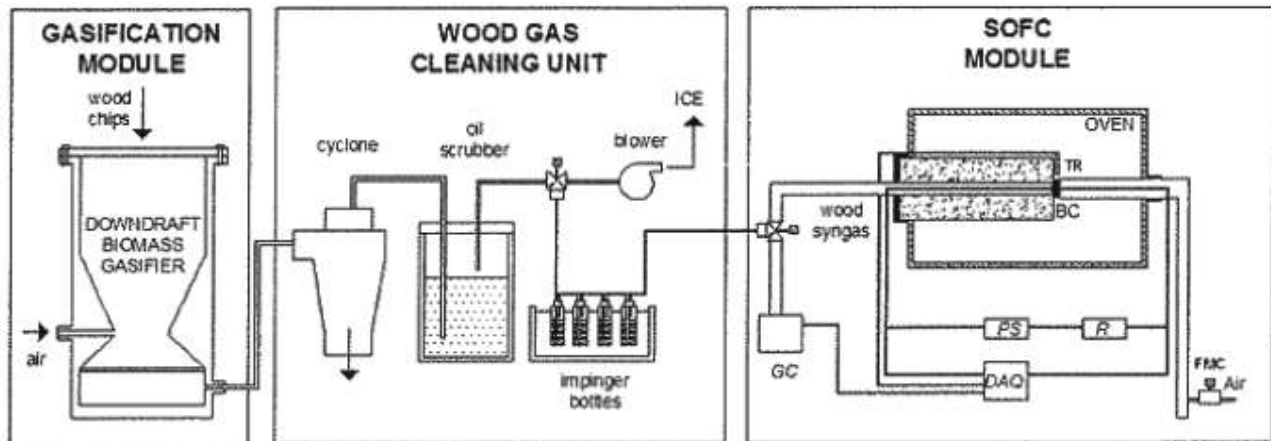 GASIFICATION
MODULE
wood
chips
DOWNDRAFT
BIOMASS
GASIFIER
air
WOOD GAS
CLEANING UNIT
cyclone
oil
scrubber
blower
ICE
impinger
bottles
SOFC
MODULE
OVEN
TR
BC
wood
syngas
GC
PS
R
DAQ
FMC
Air